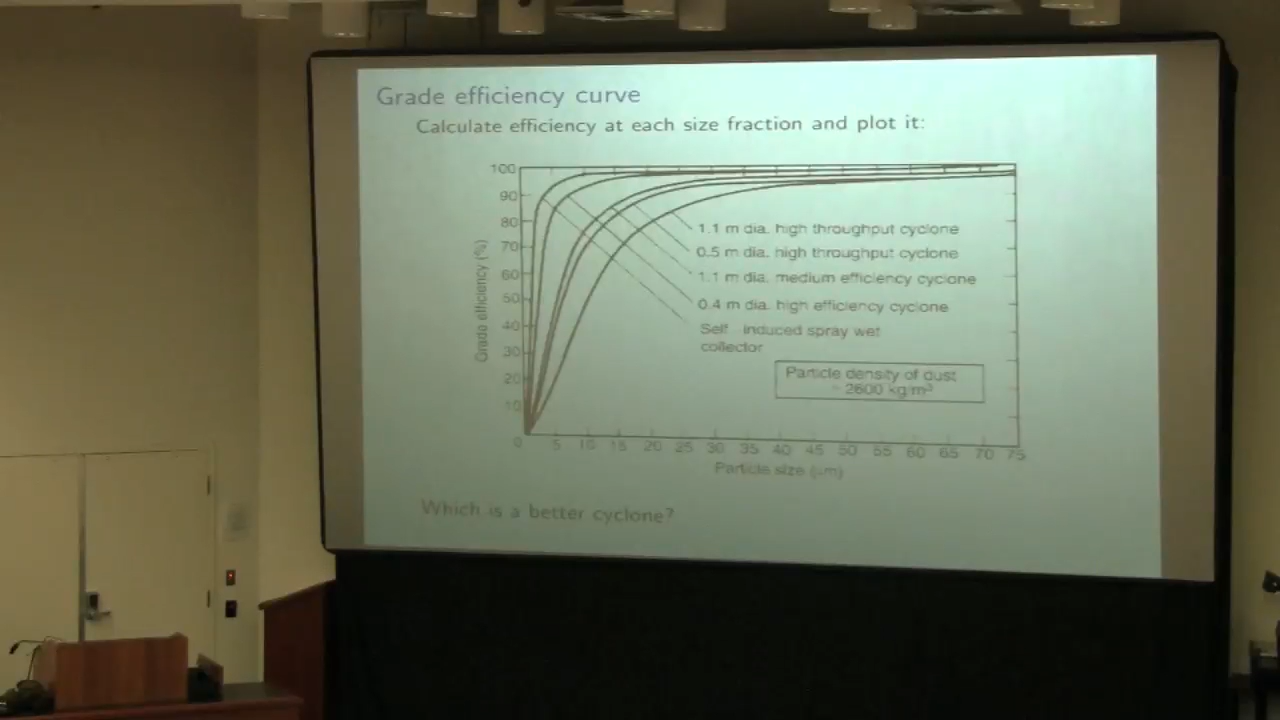 Grade efficiency curve
Calculate efficiency at each size fraction and plot it:
100
90
80
70
60
50
40
30
20
10
0
Grade efficiency (%)
1.1 m dia. high throughput cyclone
0.5 m dia. high throughput cyclone
1.1 m dia. medium efficiency cyclone
0.4 m dia. high efficiency cyclone
Self induced spray wet
collector
Particle density of dust
2600 kg/m³
5 10 15 20 25 30 35 40 45 50 55 60 65 70 75
Particle size (μm)
Which is a better cyclone?